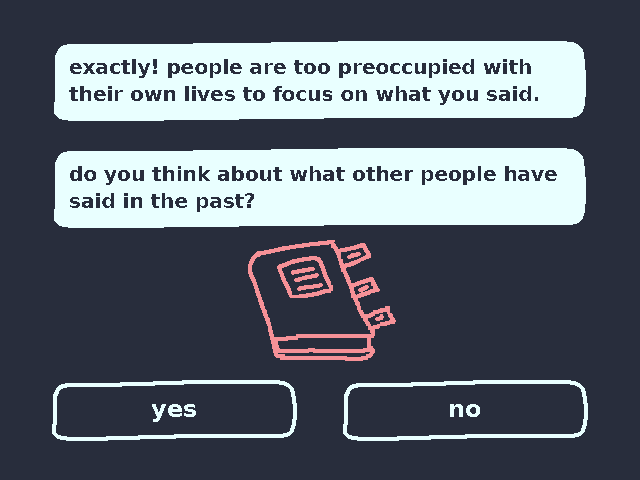 exactly! people are too preoccupied with
their own lives to focus on what you said.
do you think about what other people have
said in the past?
yes
no